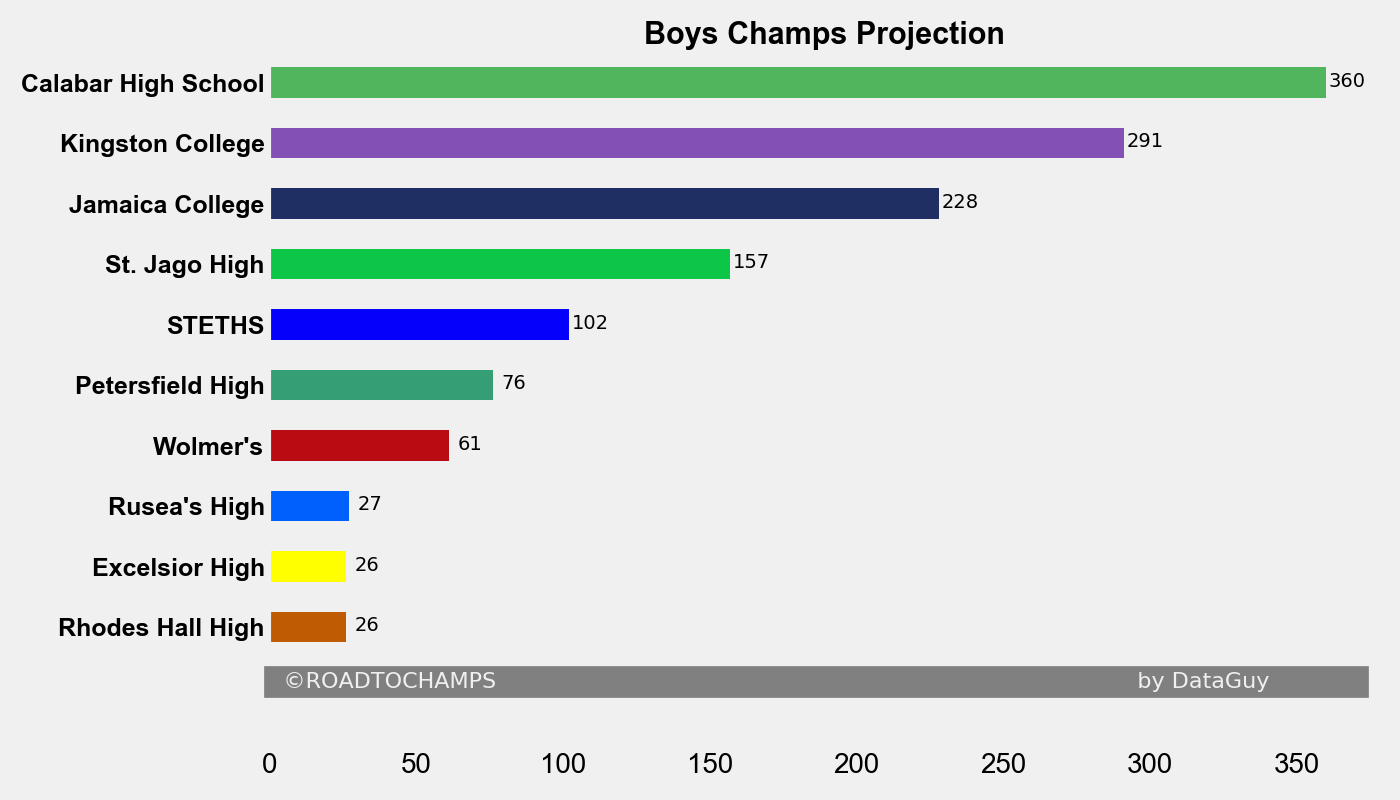 Boys Champs Projection
Calabar High School 360
Kingston College 291
Jamaica College 228
St. Jago High 157
STETHS 102
Petersfield High 76
Wolmer's 61
Rusea's High 27
Excelsior High 26
Rhodes Hall High 26
©ROADTOCHAMPS by DataGuy
0 50 100 150 200 250 300 350